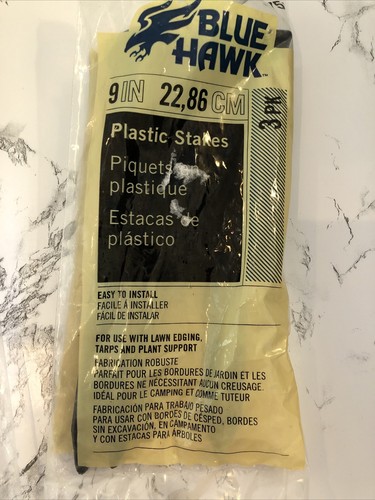 BLUE
HAWK
9 IN 22,86 CM
3 PK
Plastic Stakes
Piquets en
plastique
Estacas de
plástico
EASY TO INSTALL
FACILE À INSTALLER
FÁCIL DE INSTALAR
FOR USE WITH LAWN EDGING,
TARPS AND PLANT SUPPORT
FABRICATION ROBUSTE
PARFAIT POUR LES BORDURES DE JARDIN ET LES
BORDURES NE NÉCESSITANT AUCUN CREUSAGE.
IDÉAL POUR LE CAMPING ET COMME TUTEUR
FABRICACIÓN PARA TRABAJO PESADO
PARA USAR CON BORDES DE CÉSPED, BORDES
SIN EXCAVACIÓN, EN CAMPAMENTO
Y CON ESTACAS PARA ÁRBOLES